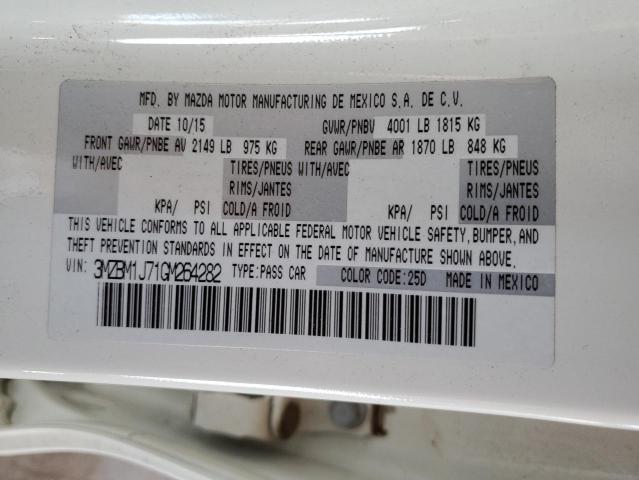 MFD. BY MAZDA MOTOR MANUFACTURING DE MEXICO S.A. DE C.V.
DATE 10/15 GVWR/PNBV 4001 LB 1815 KG
FRONT GAWR/PNBE AV 2149 LB 975 KG REAR GAWR/PNBE AR 1870 LB 848 KG
WITH/AVEC TIRES/PNEUS WITH/AVEC TIRES/PNEUS
RIMS/JANTES RIMS/JANTES
KPA/ PSI COLD/A FROID KPA/ PSI COLD/A FROID
THIS VEHICLE CONFORMS TO ALL APPLICABLE FEDERAL MOTOR VEHICLE SAFETY, BUMPER, AND
THEFT PREVENTION STANDARDS IN EFFECT ON THE DATE OF MANUFACTURE SHOWN ABOVE.
VIN: 3MZBM1J71GM264282 TYPE:PASS CAR COLOR CODE:25D MADE IN MEXICO